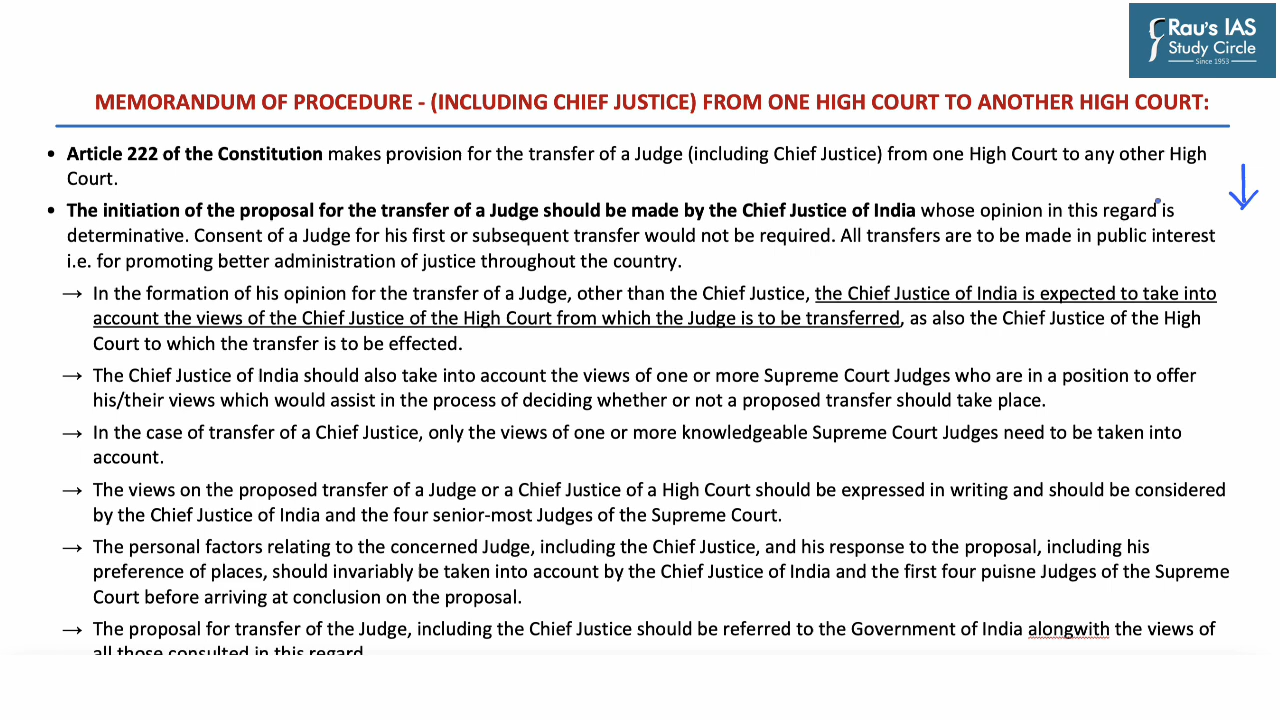 Rau's IAS
Study Circle
Since 1953
MEMORANDUM OF PROCEDURE - (INCLUDING CHIEF JUSTICE) FROM ONE HIGH COURT TO ANOTHER HIGH COURT:
• Article 222 of the Constitution makes provision for the transfer of a Judge (including Chief Justice) from one High Court to any other High
Court.
• The initiation of the proposal for the transfer of a Judge should be made by the Chief Justice of India whose opinion in this regard is
determinative. Consent of a Judge for his first or subsequent transfer would not be required. All transfers are to be made in public interest
i.e. for promoting better administration of justice throughout the country.
→ In the formation of his opinion for the transfer of a Judge, other than the Chief Justice, the Chief Justice of India is expected to take into
account the views of the Chief Justice of the High Court from which the Judge is to be transferred, as also the Chief Justice of the High
Court to which the transfer is to be effected.
→ The Chief Justice of India should also take into account the views of one or more Supreme Court Judges who are in a position to offer
his/their views which would assist in the process of deciding whether or not a proposed transfer should take place.
→ In the case of transfer of a Chief Justice, only the views of one or more knowledgeable Supreme Court Judges need to be taken into
account.
→ The views on the proposed transfer of a Judge or a Chief Justice of a High Court should be expressed in writing and should be considered
by the Chief Justice of India and the four senior-most Judges of the Supreme Court.
→ The personal factors relating to the concerned Judge, including the Chief Justice, and his response to the proposal, including his
preference of places, should invariably be taken into account by the Chief Justice of India and the first four puisne Judges of the Supreme
Court before arriving at conclusion on the proposal.
→ The proposal for transfer of the Judge, including the Chief Justice should be referred to the Government of India alongwith the views of
all those consulted in this regard